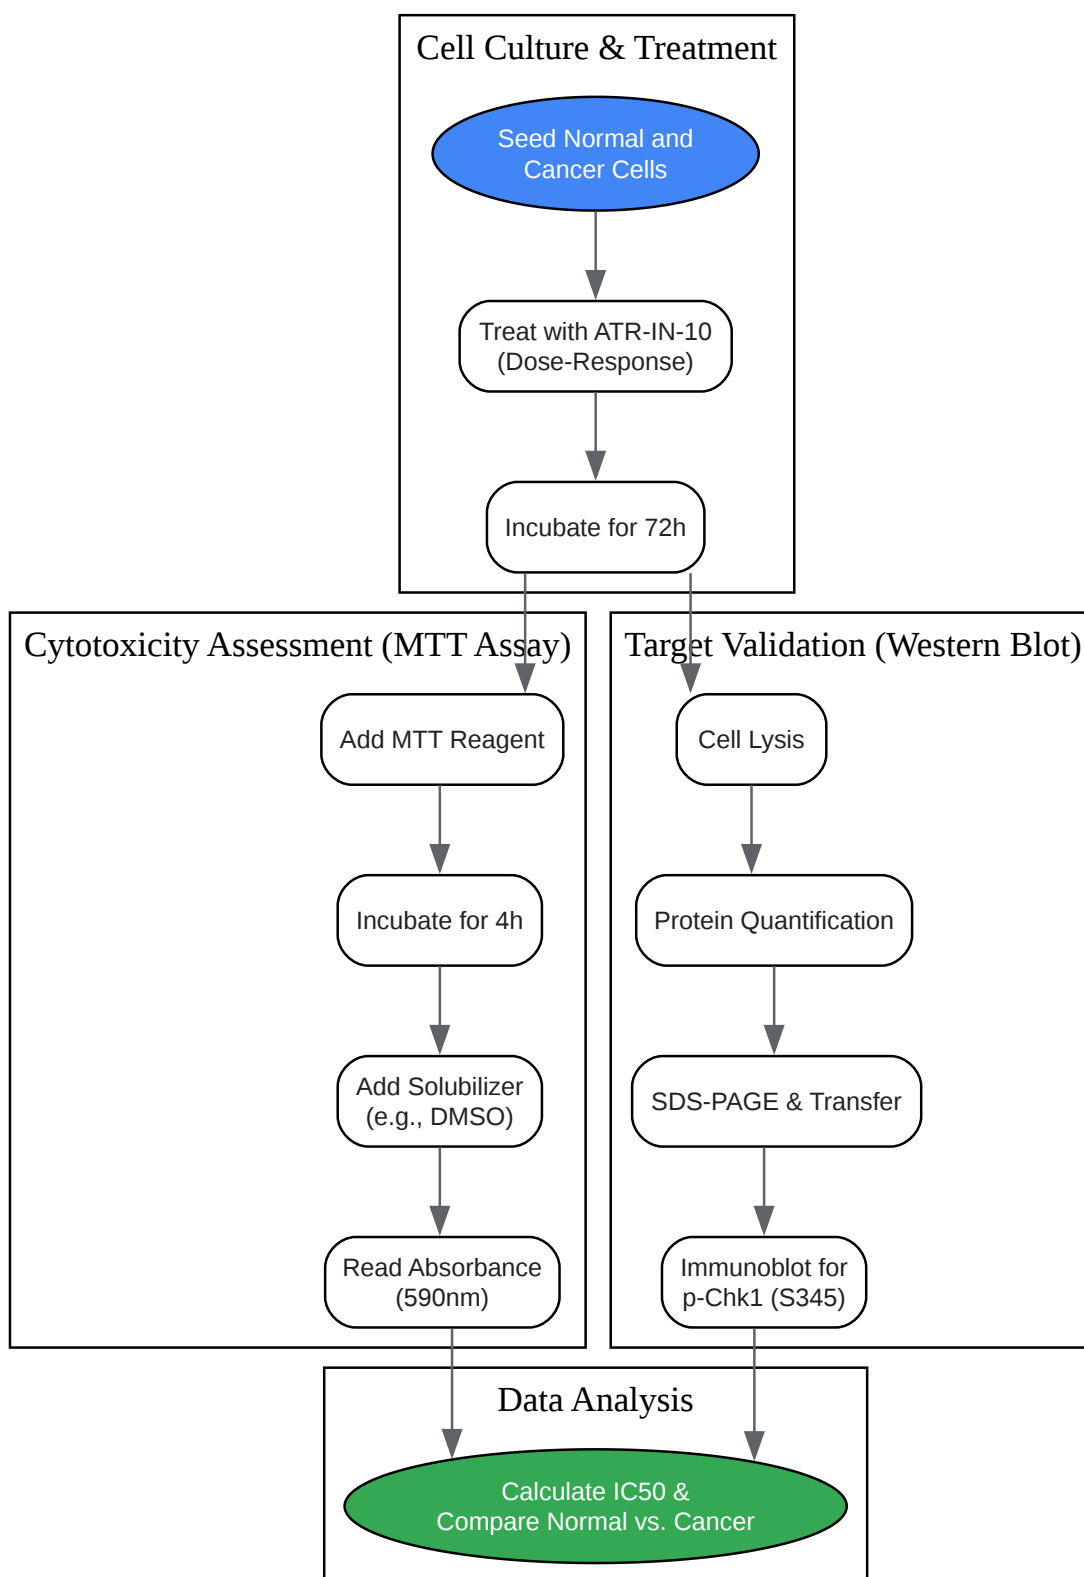 Cell Culture & Treatment
Seed Normal and
Cancer Cells
Treat with ATR-IN-10
(Dose-Response)
Incubate for 72h
Cytotoxicity Assessment (MTT Assay)
Add MTT Reagent
Incubate for 4h
Add Solubilizer
(e.g., DMSO)
Read Absorbance
(590nm)
Target Validation (Western Blot)
Cell Lysis
Protein Quantification
SDS-PAGE & Transfer
Immunoblot for
p-Chk1 (S345)
Data Analysis
Calculate IC50 &
Compare Normal vs. Cancer